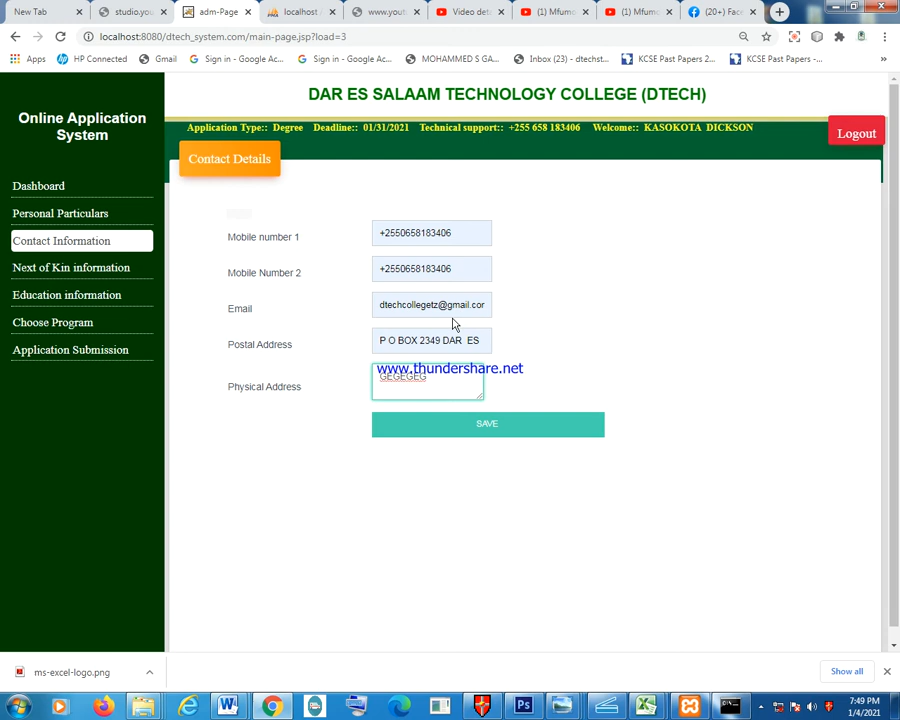 New Tab
studio.you
adm-Page
localhost
www.yout
Video det
(1) Mfumo
(1) Mfumo
(20+) Fac
localhost:8080/dtech_system.com/main-page.jsp?load=3
Apps
HP Connected
Gmail
Sign in - Google Ac...
Sign in - Google Ac...
MOHAMMED S GA...
Inbox (23) - dtechst...
KCSE Past Papers 2...
KCSE Past Papers -...
Online Application System
Dashboard
Personal Particulars
Contact Information
Next of Kin information
Education information
Choose Program
Application Submission
DAR ES SALAAM TECHNOLOGY COLLEGE (DTECH)
Application Type:: Degree Deadline:: 01/31/2021 Technical support:: +255 658 183406 Welcome:: KASOKOTA DICKSON
Logout
Contact Details
Mobile number 1
+2550658183406
Mobile Number 2
+2550658183406
Email
dtechcollegetz@gmail.cor
Postal Address
P O BOX 2349 DAR ES
www.thundershare.net
Physical Address
GEGEGEG
SAVE
ms-excel-logo.png
Show all
7:49 PM
1/4/2021